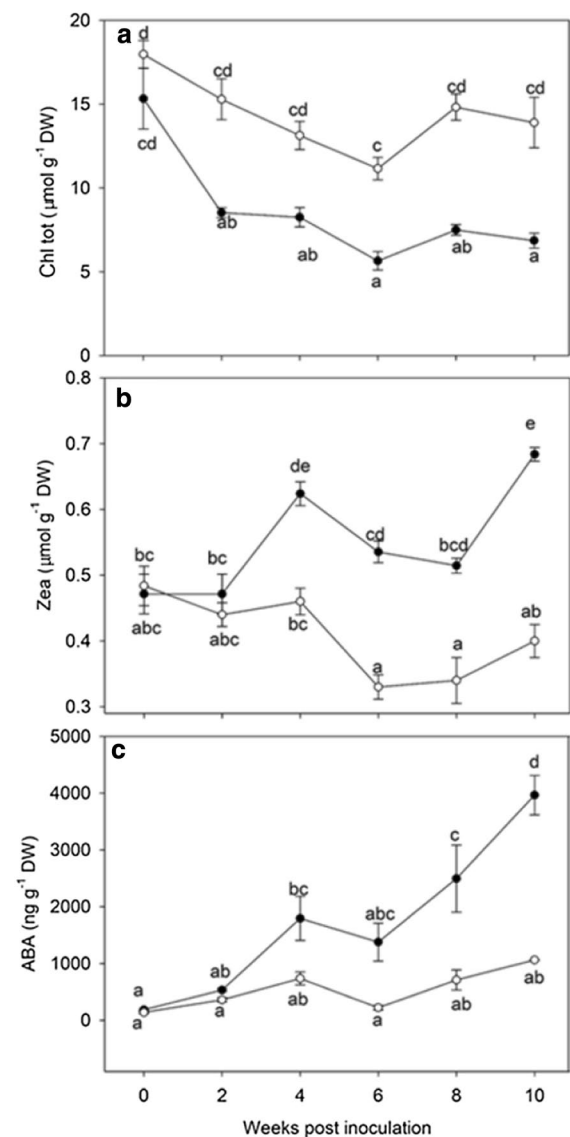 a
20
15
10
5
0
Chl tot (μmol g⁻¹ DW)
d
cd
cd
c
cd
cd
cd
ab
ab
a
ab
a
b
0.8
0.7
0.6
0.5
0.4
0.3
Zea (μmol g⁻¹ DW)
bc
bc
de
cd
bcd
e
abc
abc
bc
a
a
ab
c
5000
4000
3000
2000
1000
0
ABA (ng g⁻¹ DW)
a
ab
bc
abc
c
d
a
a
ab
a
ab
ab
0 2 4 6 8 10
Weeks post inoculation